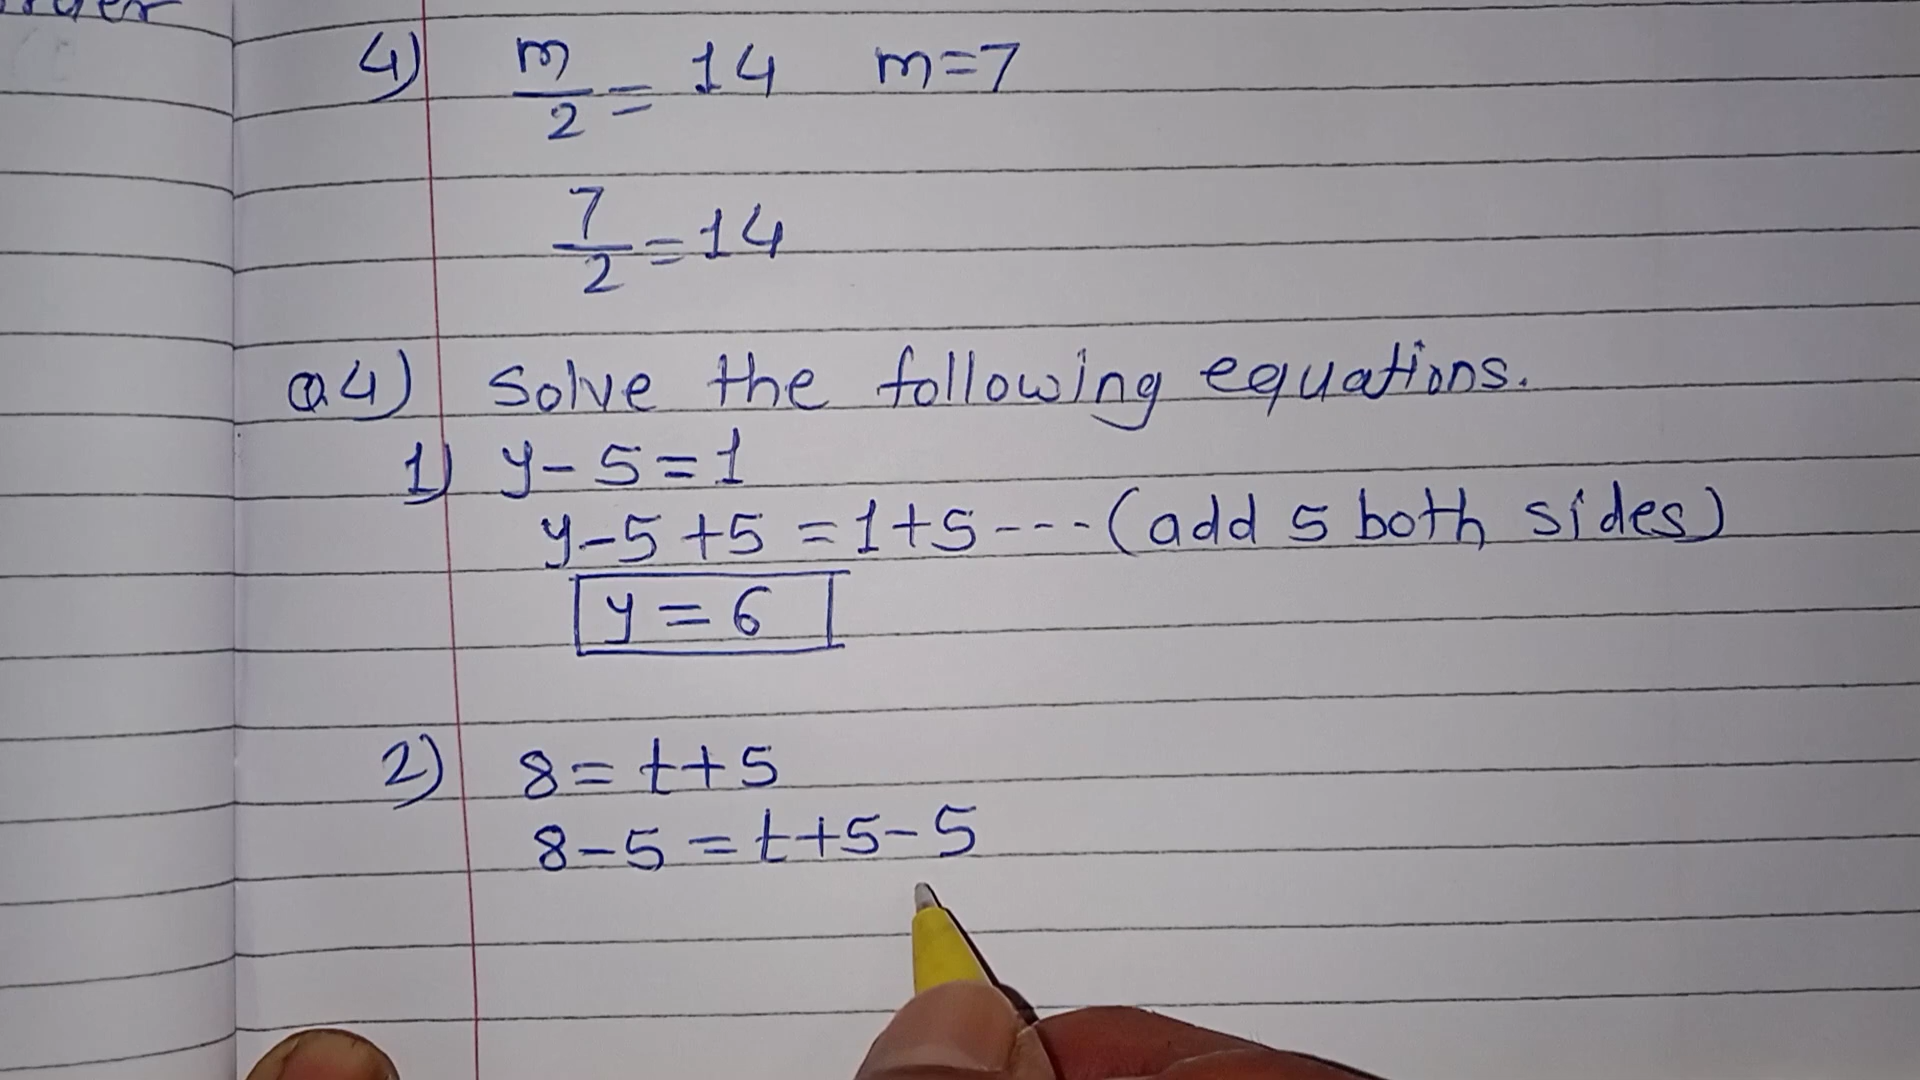 4) m/2 = 14 m=7
7/2 = 14
Q4) Solve the following equations.
1) y-5=1
y-5+5=1+5---(add 5 both sides)
y=6
2) 8=t+5
8-5=t+5-5